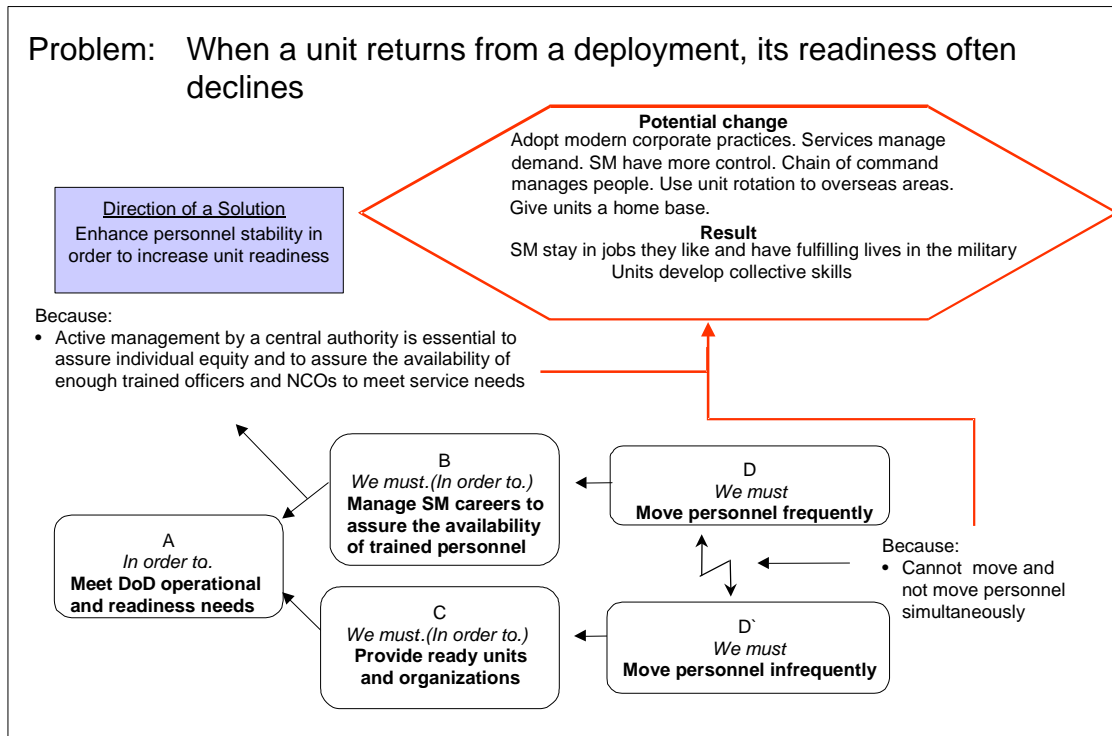 Problem: When a unit returns from a deployment, its readiness often
declines
Potential change
Adopt modern corporate practices. Services manage
demand. SM have more control. Chain of command
manages people. Use unit rotation to overseas areas.
Give units a home base.
Result
SM stay in jobs they like and have fulfilling lives in the military
Units develop collective skills
Direction of a Solution
Enhance personnel stability in
order to increase unit readiness
Because:
• Active management by a central authority is essential to
assure individual equity and to assure the availability of
enough trained officers and NCOs to meet service needs
B
We must.(In order to.)
Manage SM careers to
assure the availability
of trained personnel
D
We must
Move personnel frequently
A
In order to.
Meet DoD operational
and readiness needs
Because:
• Cannot move and
not move personnel
simultaneously
C
We must.(In order to.)
Provide ready units
and organizations
D`
We must
Move personnel infrequently